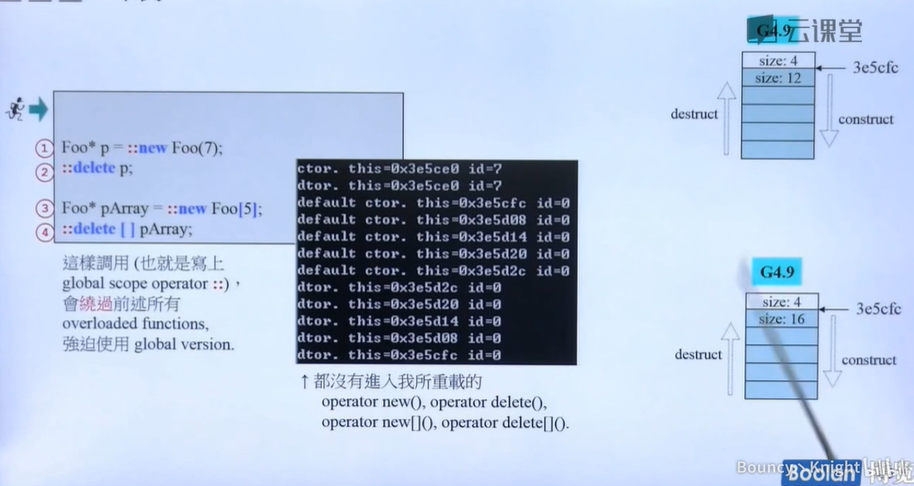 ① Foo* p = ::new Foo(7);
② ::delete p;
③ Foo* pArray = ::new Foo[5];
④ ::delete [ ] pArray;
這樣調用 (也就是寫上
global scope operator ::)，
會繞過前述所有
overloaded functions,
強迫使用 global version.
ctor. this=0x3e5ce0 id=7
dtor. this=0x3e5ce0 id=7
default ctor. this=0x3e5cfc id=0
default ctor. this=0x3e5d08 id=0
default ctor. this=0x3e5d14 id=0
default ctor. this=0x3e5d20 id=0
default ctor. this=0x3e5d2c id=0
dtor. this=0x3e5d2c id=0
dtor. this=0x3e5d20 id=0
dtor. this=0x3e5d14 id=0
dtor. this=0x3e5d08 id=0
dtor. this=0x3e5cfc id=0
↑都沒有進入我所重載的
operator new(), operator delete(),
operator new[](), operator delete[]().
G4.9
云课堂
size: 4
3e5cfc
size: 12
destruct
construct
G4.9
size: 4
3e5cfc
size: 16
destruct
construct
Boolan 博览